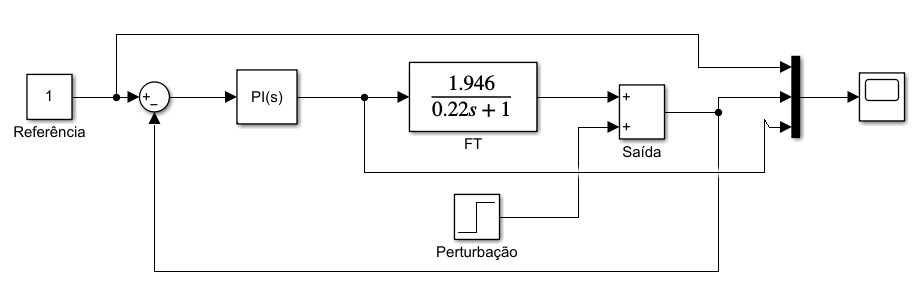 1
Referência
+
−
PI(s)
1.946
0.22s + 1
FT
+
+
Saída
Perturbação